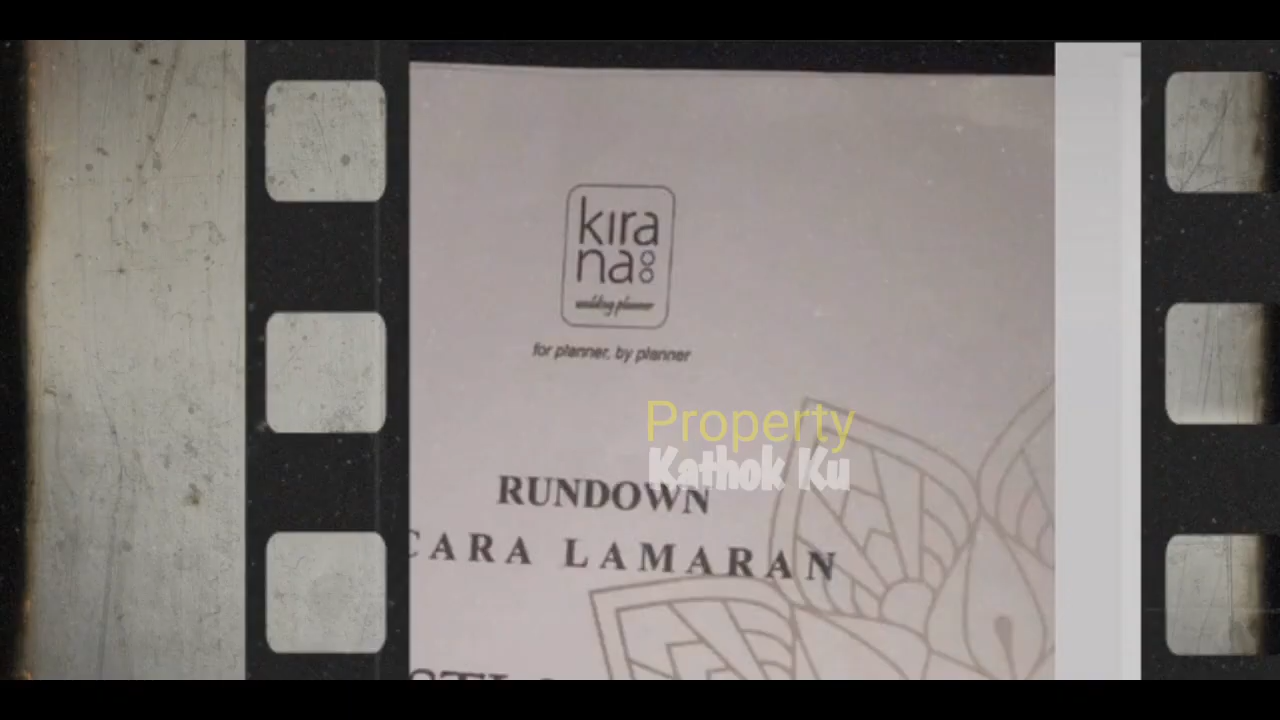 kira
na
wedding planner
for planner, by planner
Property
Kathok Ku
RUNDOWN
CARA LAMARAN